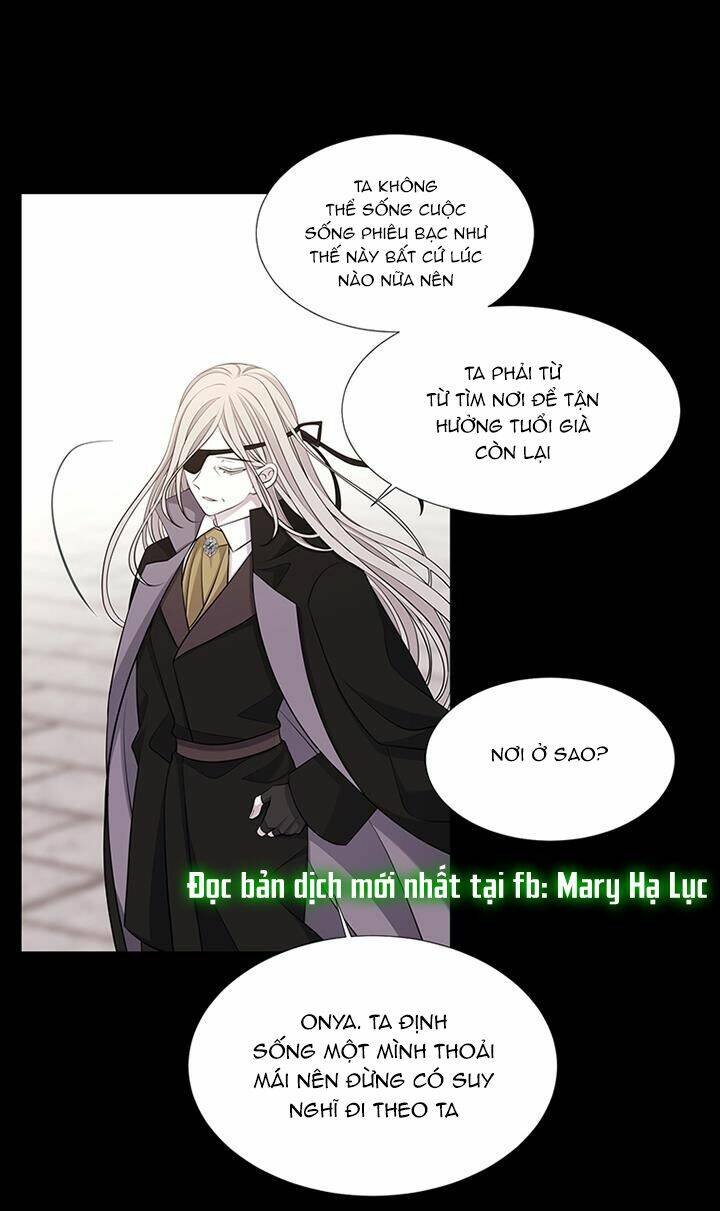 TA KHÔNG
THỂ SỐNG CUỘC
SỐNG PHIÊU BẠC NHƯ
THẾ NÀY BẤT CỨ LÚC
NÀO NỮA NÊN
TA PHẢI TỪ
TỪ TÌM NƠI ĐỂ TẬN
HƯỞNG TUỔI GIÀ
CÒN LẠI
NƠI Ở SAO?
Đọc bản dịch mới nhất tại fb: Mary Hạ Lục
ONYA. TA ĐỊNH
SỐNG MỘT MÌNH THOẢI
MÁI NÊN ĐỪNG CÓ SUY
NGHĨ ĐI THEO TA